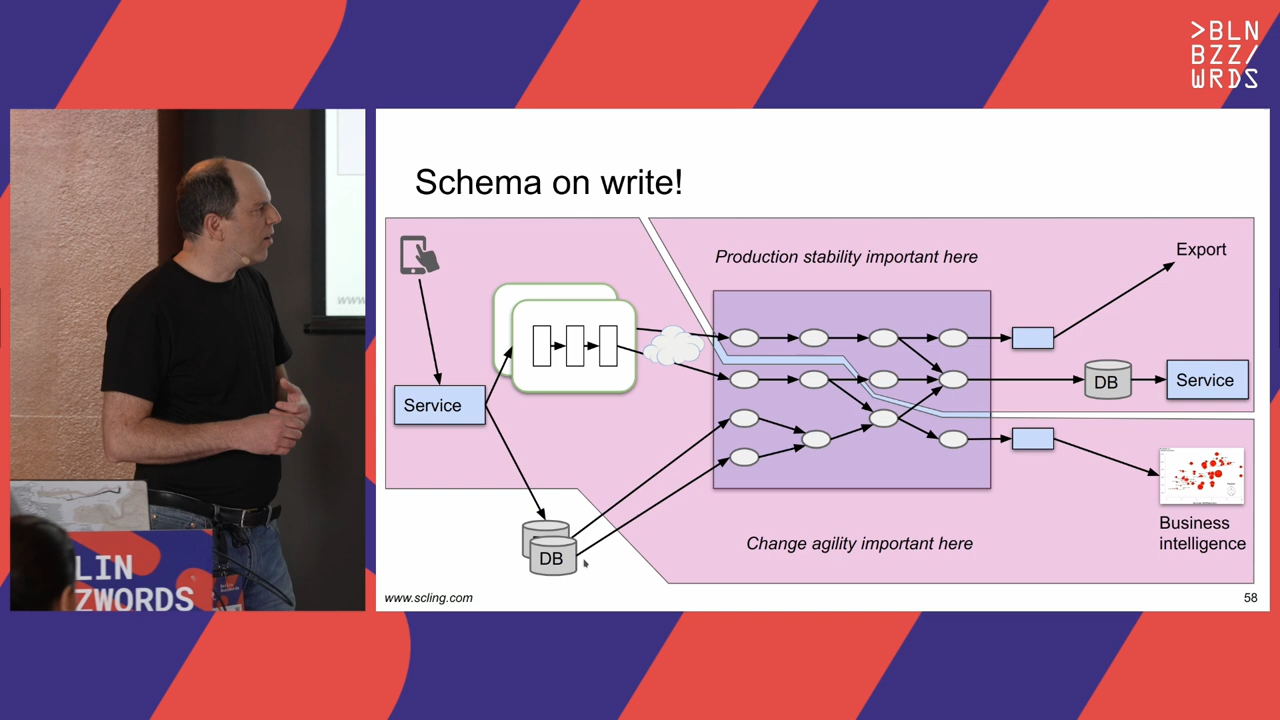 >BLN
BZZ/
WRDS
Schema on write!
Production stability important here
Export
Service
DB
Service
DB
Business
intelligence
Change agility important here
www.scling.com
58
LIN
ZWORDS